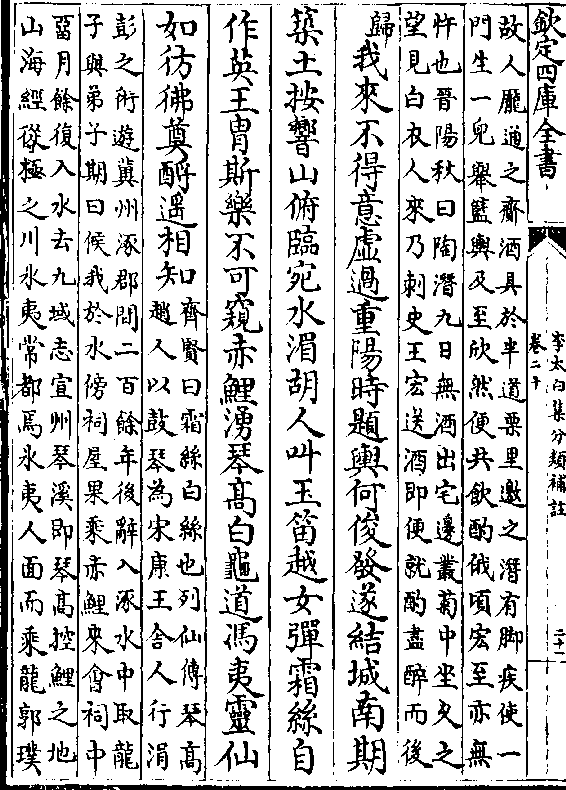 欽定四庫全書
李太白集分類補註
卷二十
二十一
故人龎通之齎酒具於半道栗里邀之潛有脚疾使一
門生二兒舉籃輿及至欣然便共飲酌俄頃宏至亦無
忤也晉陽秋曰陶潛九日無酒出宅邊叢菊中坐久之
望見白衣人來乃刺史王宏送酒即便就酌盡醉而後
歸
我來不得意虛過重陽時題輿何俊發遂結城南期
築土按響山俯臨宛水湄胡人叫玉笛越女彈霜絲自
作英王胄斯樂不可窺赤鯉湧琴高白龜道馮夷靈仙
如彷彿奠酹遥相知
齊賢曰霜絲白絲也列仙傳琴高
趙人以鼓琴為宋康王舍人行涓
彭之術遊冀州涿郡間二百餘年後辭入涿水中取龍
子與弟子期曰候我於水傍祠屋果乘赤鯉來會祠中
留月餘復入水去九域志宣州琴溪即琴高控鯉之地
山海經從極之川氷夷常都焉氷夷人面而乘龍郭璞